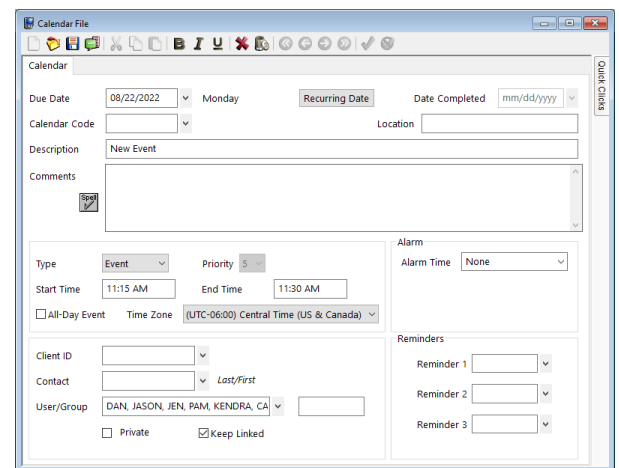 Calendar File
B I U
Calendar
Quick Clicks
Due Date 08/22/2022 Monday Recurring Date Date Completed mm/dd/yyyy
Calendar Code Location
Description New Event
Comments
Spell
Alarm
Type Event Priority 5 Alarm Time None
Start Time 11:15 AM End Time 11:30 AM
All-Day Event Time Zone (UTC-06:00) Central Time (US & Canada)
Reminders
Client ID Reminder 1
Contact Last/First
Reminder 2
User/Group DAN, JASON, JEN, PAM, KENDRA, CA
Reminder 3
Private Keep Linked